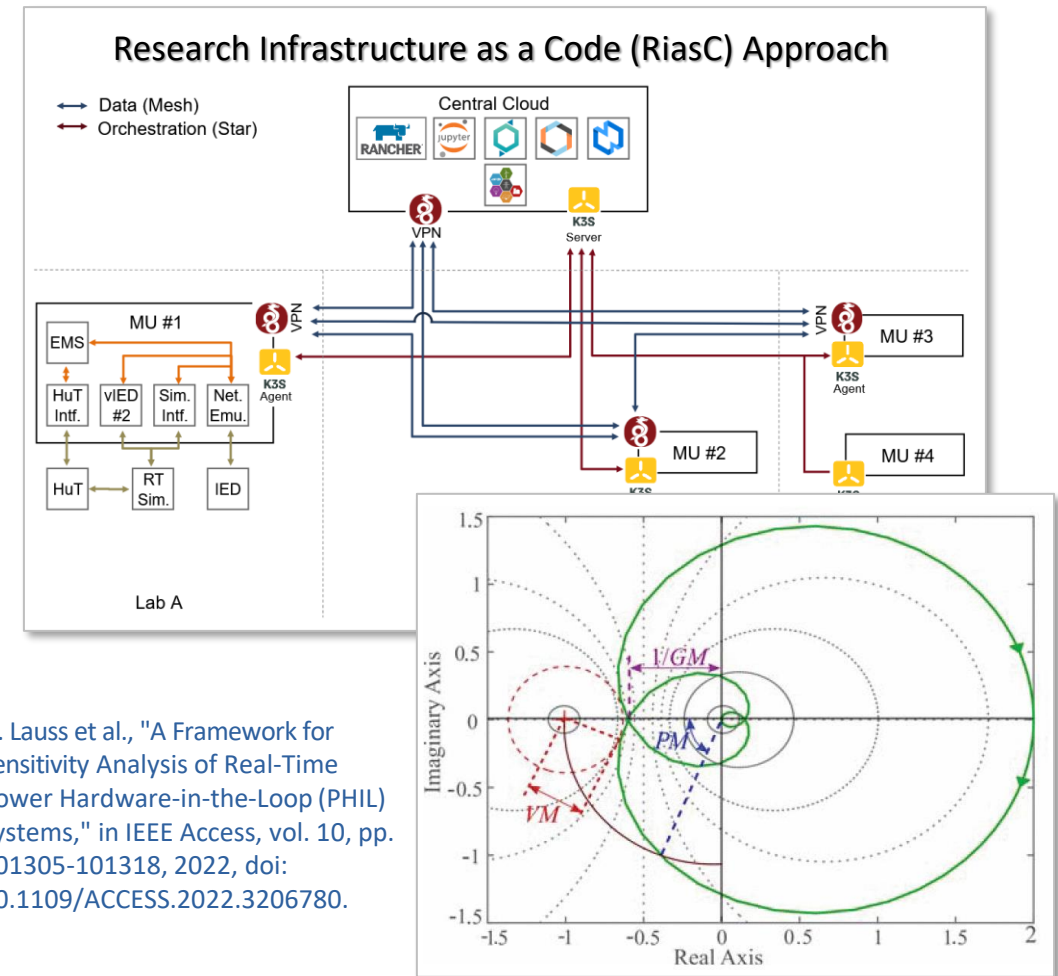 Research Infrastructure as a Code (RiasC) Approach
Data (Mesh)
Orchestration (Star)
Central Cloud
RANCHER
jupyter
VPN
K3S
Server
MU #1
VPN
EMS
K3S
Agent
HuT
Intf.
vIED
#2
Sim.
Intf.
Net.
Emu.
HuT
RT
Sim.
IED
Lab A
MU #2
VPN
MU #3
K3S
Agent
MU #4
. Lauss et al., "A Framework for
ensitivity Analysis of Real-Time
ower Hardware-in-the-Loop (PHIL)
ystems," in IEEE Access, vol. 10, pp.
01305-101318, 2022, doi:
0.1109/ACCESS.2022.3206780.
1.5
1
0.5
0
-0.5
-1
-1.5
Imaginary Axis
1/GM
PM
VM
-1.5
-1
-0.5
0
0.5
1
1.5
2
Real Axis